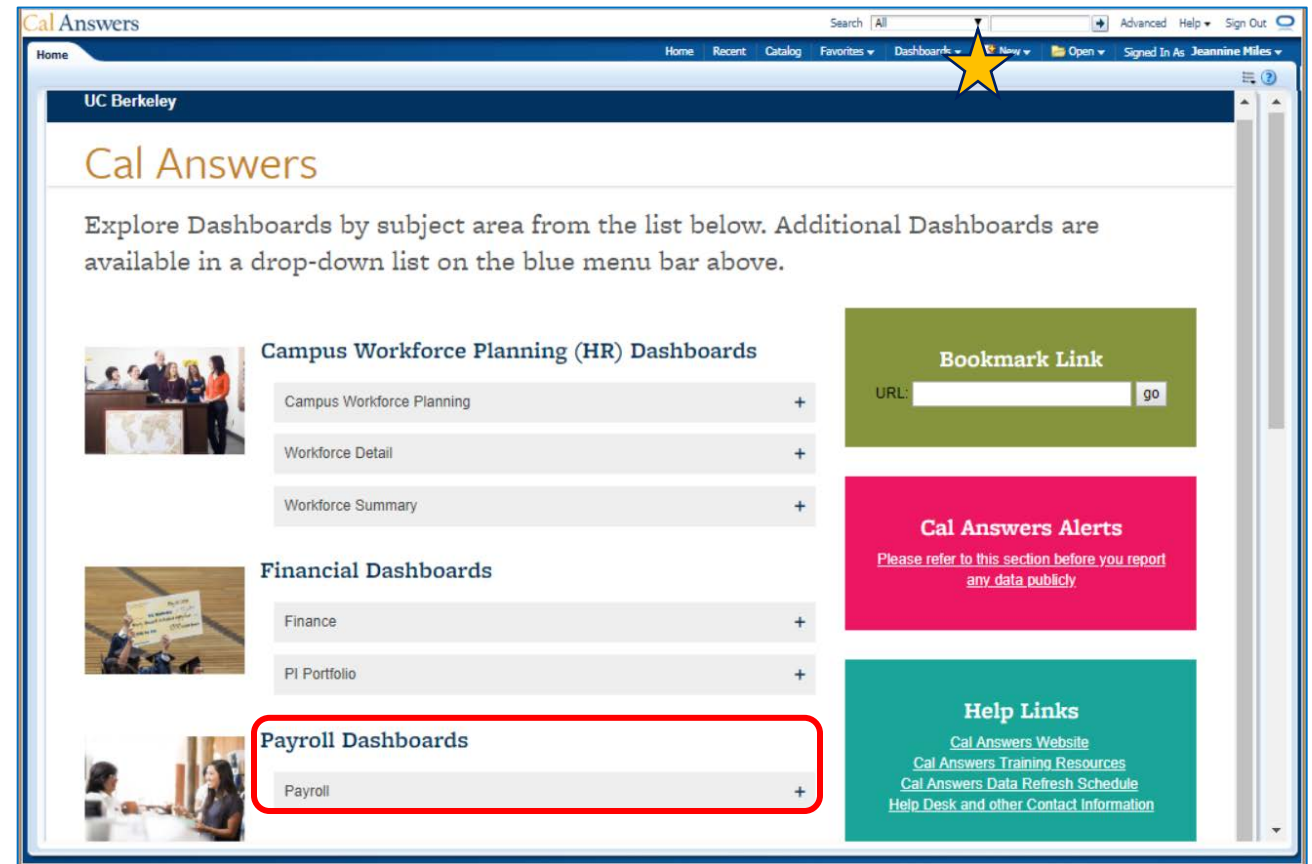 Cal Answers
Search All Advanced Help Sign Out
Home
Home Recent Catalog Favorites Dashboards New Open Signed In As Jeannine Miles
UC Berkeley
Cal Answers
Explore Dashboards by subject area from the list below. Additional Dashboards are
available in a drop-down list on the blue menu bar above.
Campus Workforce Planning (HR) Dashboards
Campus Workforce Planning +
Workforce Detail +
Workforce Summary +
Financial Dashboards
Finance +
PI Portfolio +
Payroll Dashboards
Payroll +
Bookmark Link
URL: go
Cal Answers Alerts
Please refer to this section before you report
any data publicly
Help Links
Cal Answers Website
Cal Answers Training Resources
Cal Answers Data Refresh Schedule
Help Desk and other Contact Information